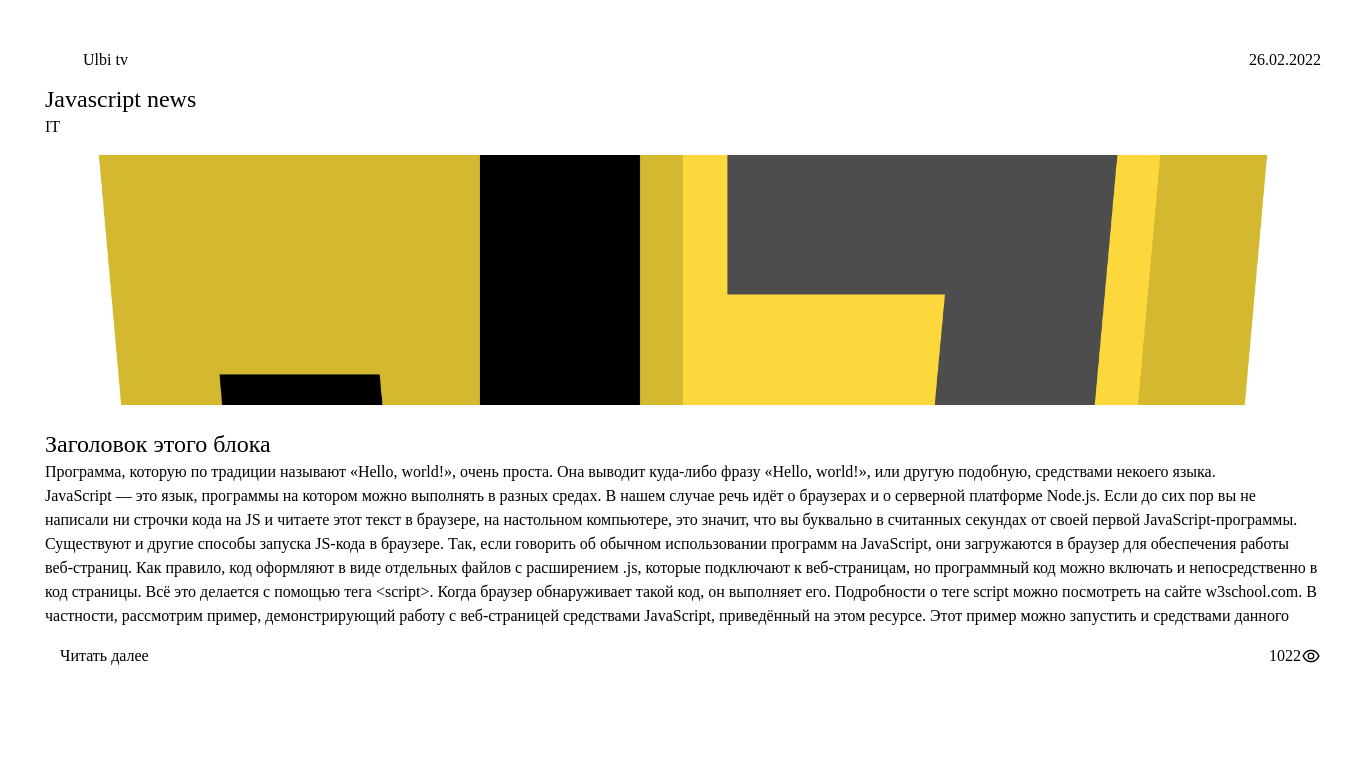 Ulbi tv
26.02.2022
Javascript news
IT
Заголовок этого блока
Программа, которую по традиции называют «Hello, world!», очень проста. Она выводит куда-либо фразу «Hello, world!», или другую подобную, средствами некоего языка.
JavaScript — это язык, программы на котором можно выполнять в разных средах. В нашем случае речь идёт о браузерах и о серверной платформе Node.js. Если до сих пор вы не
написали ни строчки кода на JS и читаете этот текст в браузере, на настольном компьютере, это значит, что вы буквально в считанных секундах от своей первой JavaScript-программы.
Существуют и другие способы запуска JS-кода в браузере. Так, если говорить об обычном использовании программ на JavaScript, они загружаются в браузер для обеспечения работы
веб-страниц. Как правило, код оформляют в виде отдельных файлов с расширением .js, которые подключают к веб-страницам, но программный код можно включать и непосредственно в
код страницы. Всё это делается с помощью тега &lt;script&gt;. Когда браузер обнаруживает такой код, он выполняет его. Подробности о теге script можно посмотреть на сайте w3school.com. В
частности, рассмотрим пример, демонстрирующий работу с веб-страницей средствами JavaScript, приведённый на этом ресурсе. Этот пример можно запустить и средствами данного
Читать далее
1022